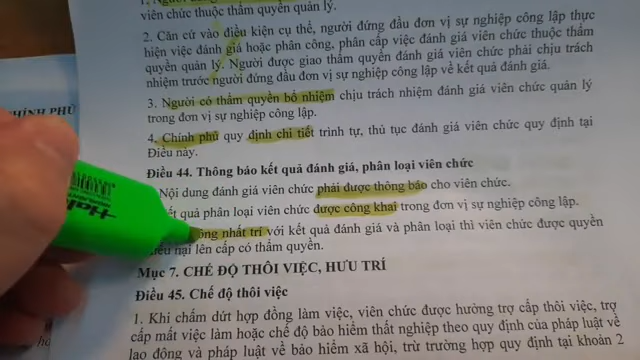 viên chức thuộc thẩm quyền quản lý.
2. Căn cứ vào điều kiện cụ thể, người đứng đầu đơn vị sự nghiệp công lập thực
hiện việc đánh giá hoặc phân công, phân cấp việc đánh giá viên chức thuộc thẩm
quyền quản lý. Người được giao thẩm quyền đánh giá viên chức phải chịu trách
nhiệm trước người đứng đầu đơn vị sự nghiệp công lập về kết quả đánh giá.
3. Người có thẩm quyền bổ nhiệm chịu trách nhiệm đánh giá viên chức quản lý
trong đơn vị sự nghiệp công lập.
4. Chính phủ quy định chi tiết trình tự, thủ tục đánh giá viên chức quy định tại
Điều này.
Điều 44. Thông báo kết quả đánh giá, phân loại viên chức
Nội dung đánh giá viên chức phải được thông báo cho viên chức.
quả phân loại viên chức được công khai trong đơn vị sự nghiệp công lập.
nhất trí với kết quả đánh giá và phân loại thì viên chức được quyền
nại lên cấp có thẩm quyền.
Mục 7. CHẾ ĐỘ THÔI VIỆC, HƯU TRÍ
Điều 45. Chế độ thôi việc
1. Khi chấm dứt hợp đồng làm việc, viên chức được hưởng trợ cấp thôi việc, trợ
cấp mất việc làm hoặc chế độ bảo hiểm thất nghiệp theo quy định của pháp luật về
lao động và pháp luật về bảo hiểm xã hội, trừ trường hợp quy định tại khoản 2
PHỦ